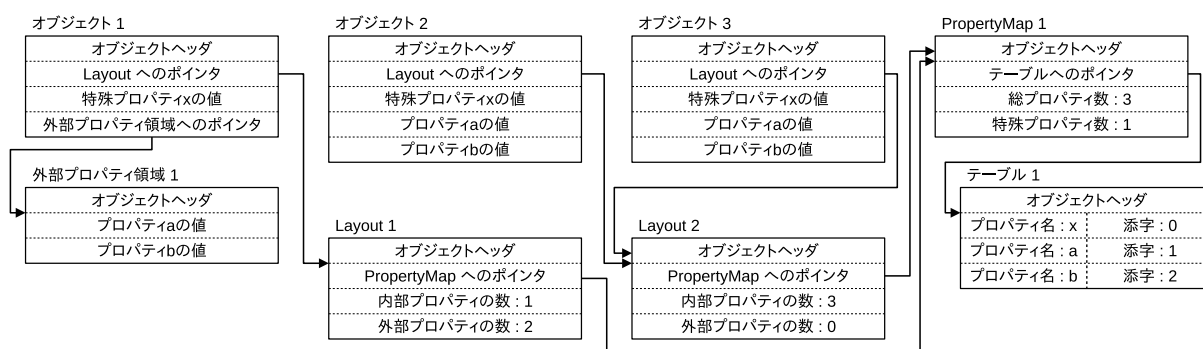 オブジェクト 1
オブジェクトヘッダ
Layout へのポインタ
特殊プロパティxの値
外部プロパティ領域へのポインタ
外部プロパティ領域 1
オブジェクトヘッダ
プロパティaの値
プロパティbの値
オブジェクト 2
オブジェクトヘッダ
Layout へのポインタ
特殊プロパティxの値
プロパティaの値
プロパティbの値
Layout 1
オブジェクトヘッダ
PropertyMap へのポインタ
内部プロパティの数 : 1
外部プロパティの数 : 2
オブジェクト 3
オブジェクトヘッダ
Layout へのポインタ
特殊プロパティxの値
プロパティaの値
プロパティbの値
Layout 2
オブジェクトヘッダ
PropertyMap へのポインタ
内部プロパティの数 : 3
外部プロパティの数 : 0
PropertyMap 1
オブジェクトヘッダ
テーブルへのポインタ
総プロパティ数 : 3
特殊プロパティ数 : 1
テーブル 1
オブジェクトヘッダ
プロパティ名 : x 添字 : 0
プロパティ名 : a 添字 : 1
プロパティ名 : b 添字 : 2